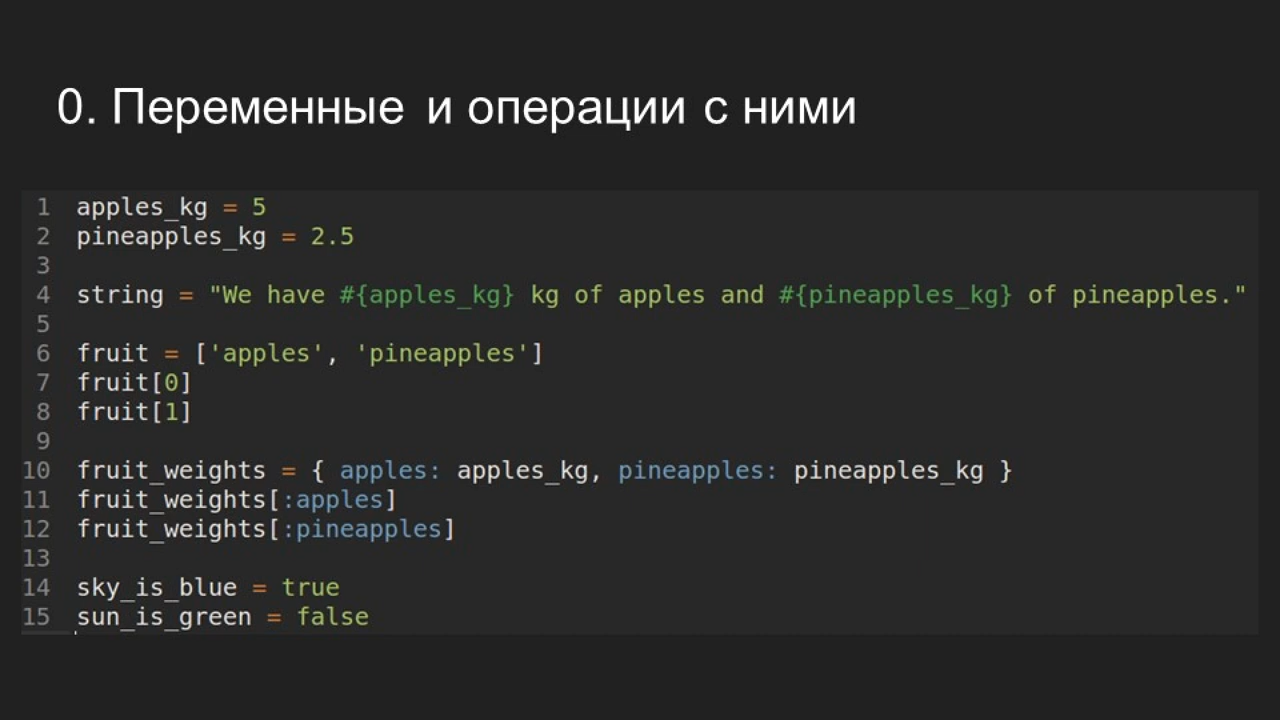 0. Переменные и операции с ними
1 apples_kg = 5
2 pineapples_kg = 2.5
3
4 string = "We have #{apples_kg} kg of apples and #{pineapples_kg} of pineapples."
5
6 fruit = ['apples', 'pineapples']
7 fruit[0]
8 fruit[1]
9
10 fruit_weights = { apples: apples_kg, pineapples: pineapples_kg }
11 fruit_weights[:apples]
12 fruit_weights[:pineapples]
13
14 sky_is_blue = true
15 sun_is_green = false